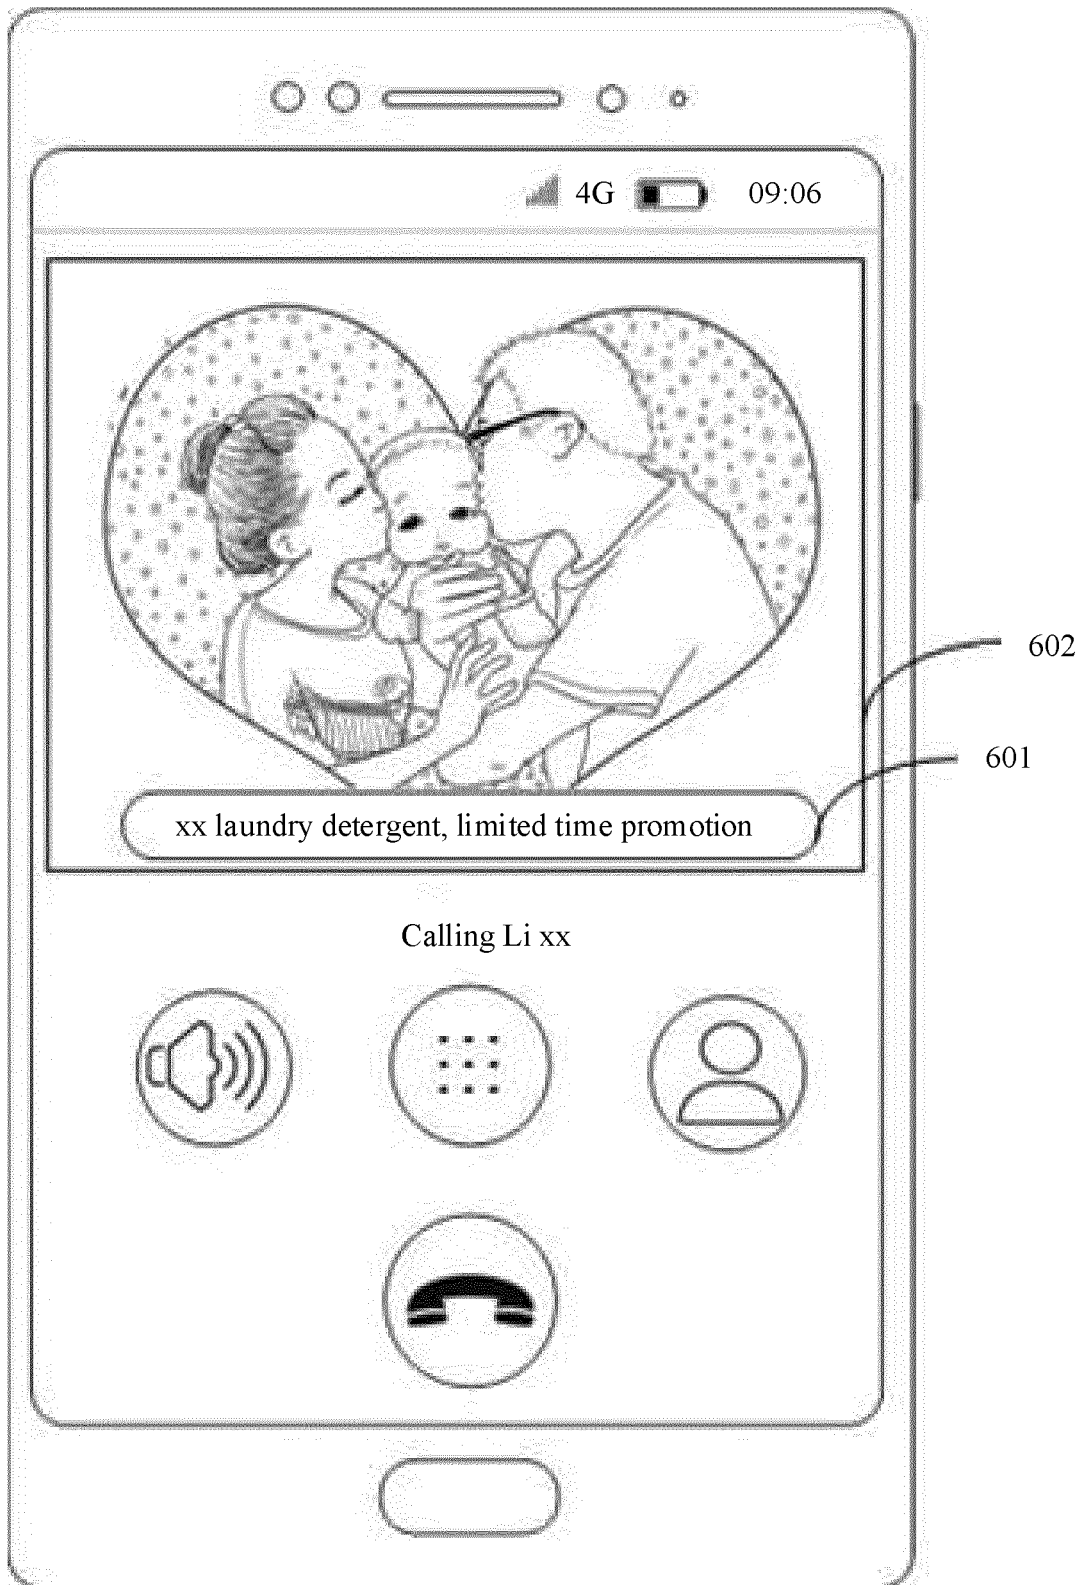 4G 09:06
602
601
xx laundry detergent, limited time promotion
Calling Li xx